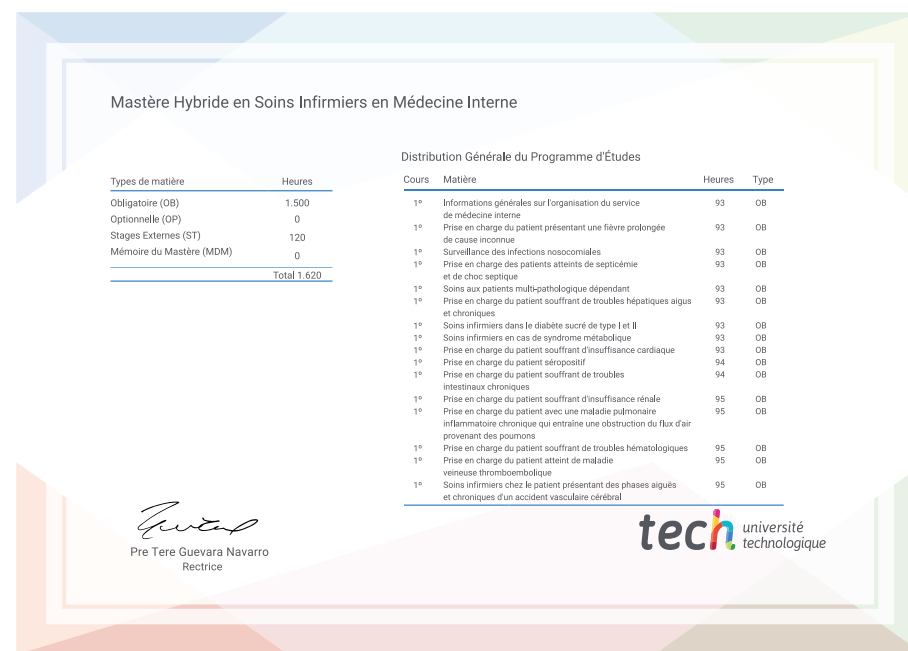 Mastère Hybride en Soins Infirmiers en Médecine Interne
Types de matière Heures
Obligatoire (OB) 1.500
Optionnelle (OP) 0
Stages Externes (ST) 120
Mémoire du Mastère (MDM) 0
Total 1.620
Distribution Générale du Programme d'Études
Cours Matière Heures Type
1º Informations générales sur l'organisation du service 93 OB
de médecine interne
1º Prise en charge du patient présentant une fièvre prolongée 93 OB
de cause inconnue
1º Surveillance des infections nosocomiales 93 OB
1º Prise en charge des patients atteints de septicémie 93 OB
et de choc septique
1º Soins aux patients multi-pathologique dépendant 93 OB
1º Prise en charge du patient souffrant de troubles hépatiques aigus 93 OB
et chroniques
1º Soins infirmiers dans le diabète sucré de type I et II 93 OB
1º Soins infirmiers en cas de syndrome métabolique 93 OB
1º Prise en charge du patient souffrant d'insuffisance cardiaque 93 OB
1º Prise en charge du patient séropositif 94 OB
1º Prise en charge du patient souffrant de troubles 94 OB
intestinaux chroniques
1º Prise en charge du patient souffrant d'insuffisance rénale 95 OB
1º Prise en charge du patient avec une maladie pulmonaire 95 OB
inflammatoire chronique qui entraîne une obstruction du flux d'air
provenant des poumons
1º Prise en charge du patient souffrant de troubles hématologiques 95 OB
1º Prise en charge du patient atteint de maladie 95 OB
veineuse thromboembolique
1º Soins infirmiers chez le patient présentant des phases aiguës 95 OB
et chroniques d'un accident vasculaire cérébral
Pre Tere Guevara Navarro
Rectrice
tech université
technologique